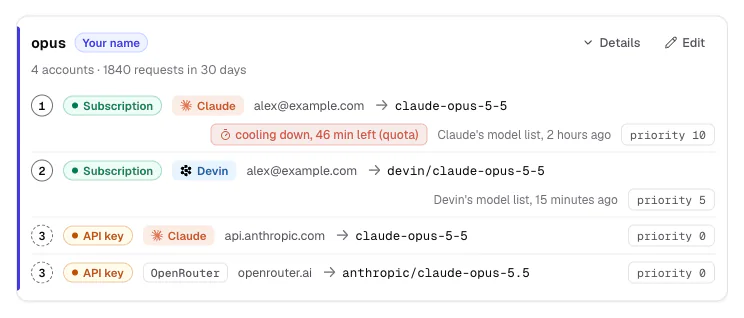 opus Your name Details Edit
4 accounts · 1840 requests in 30 days
1 Subscription Claude alex@example.com → claude-opus-5-5
cooling down, 46 min left (quota) Claude's model list, 2 hours ago priority 10
2 Subscription Devin alex@example.com → devin/claude-opus-5-5
Devin's model list, 15 minutes ago priority 5
3 API key Claude api.anthropic.com → claude-opus-5-5 priority 0
3 API key OpenRouter openrouter.ai → anthropic/claude-opus-5.5 priority 0